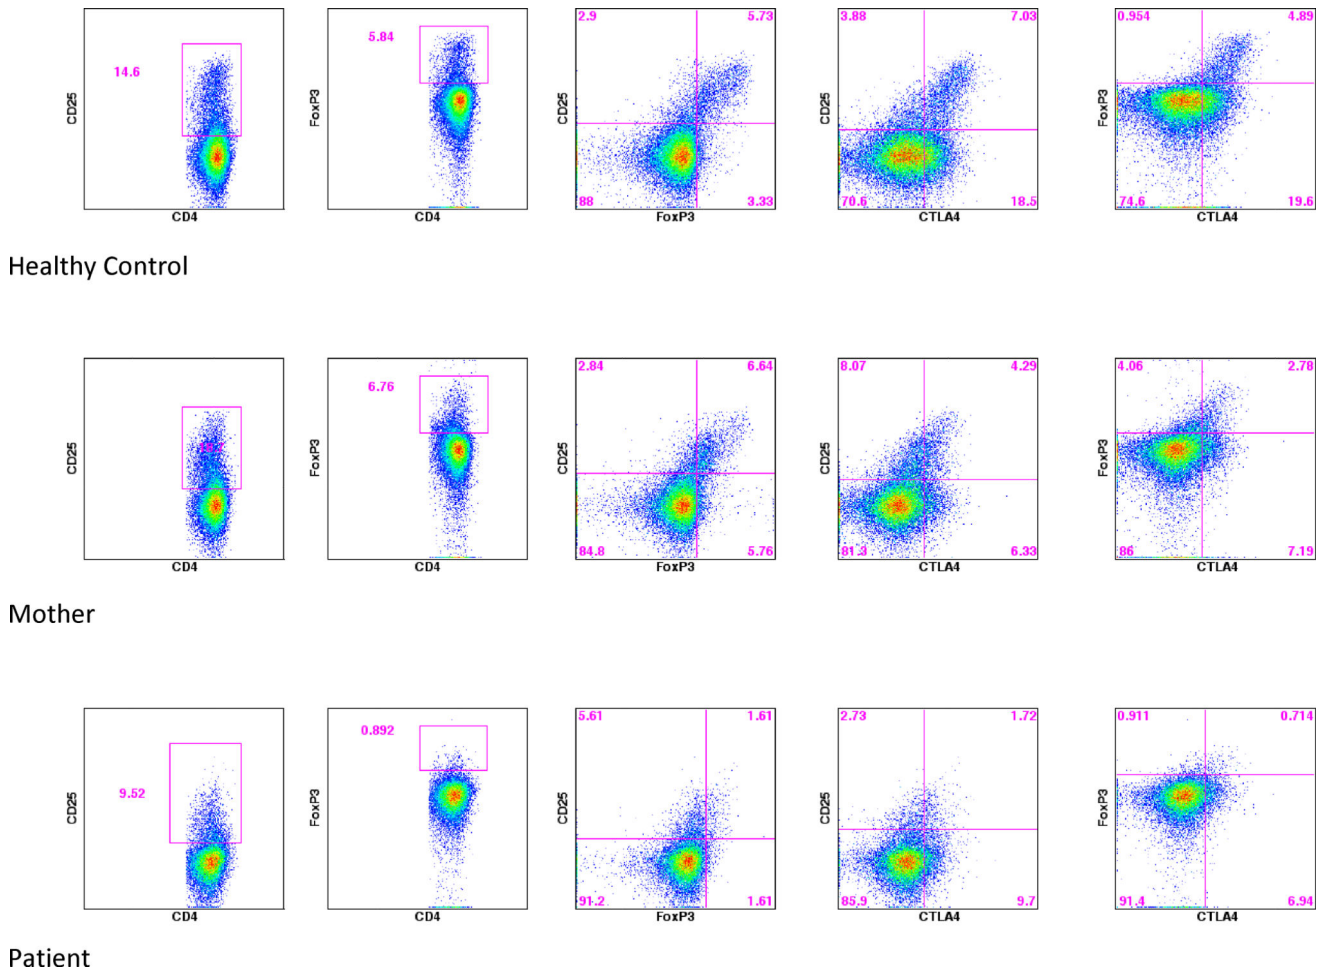 14.6
CD25
CD4
5.84
FoxP3
CD4
2.9 5.73
CD25
88 3.33
FoxP3
3.88 7.03
CD25
70.6 18.5
CTLA4
0.954 4.89
FoxP3
74.6 19.6
CTLA4
Healthy Control
CD25
CD4
6.76
FoxP3
CD4
2.84 6.64
CD25
84.8 5.76
FoxP3
8.07 4.29
CD25
81.3 6.33
CTLA4
4.06 2.78
FoxP3
86 7.19
CTLA4
Mother
9.52
CD25
CD4
0.892
FoxP3
CD4
5.61 1.61
CD25
91.2 1.61
FoxP3
2.73 1.72
CD25
85.9 9.7
CTLA4
0.911 0.714
FoxP3
91.4 6.94
CTLA4
Patient